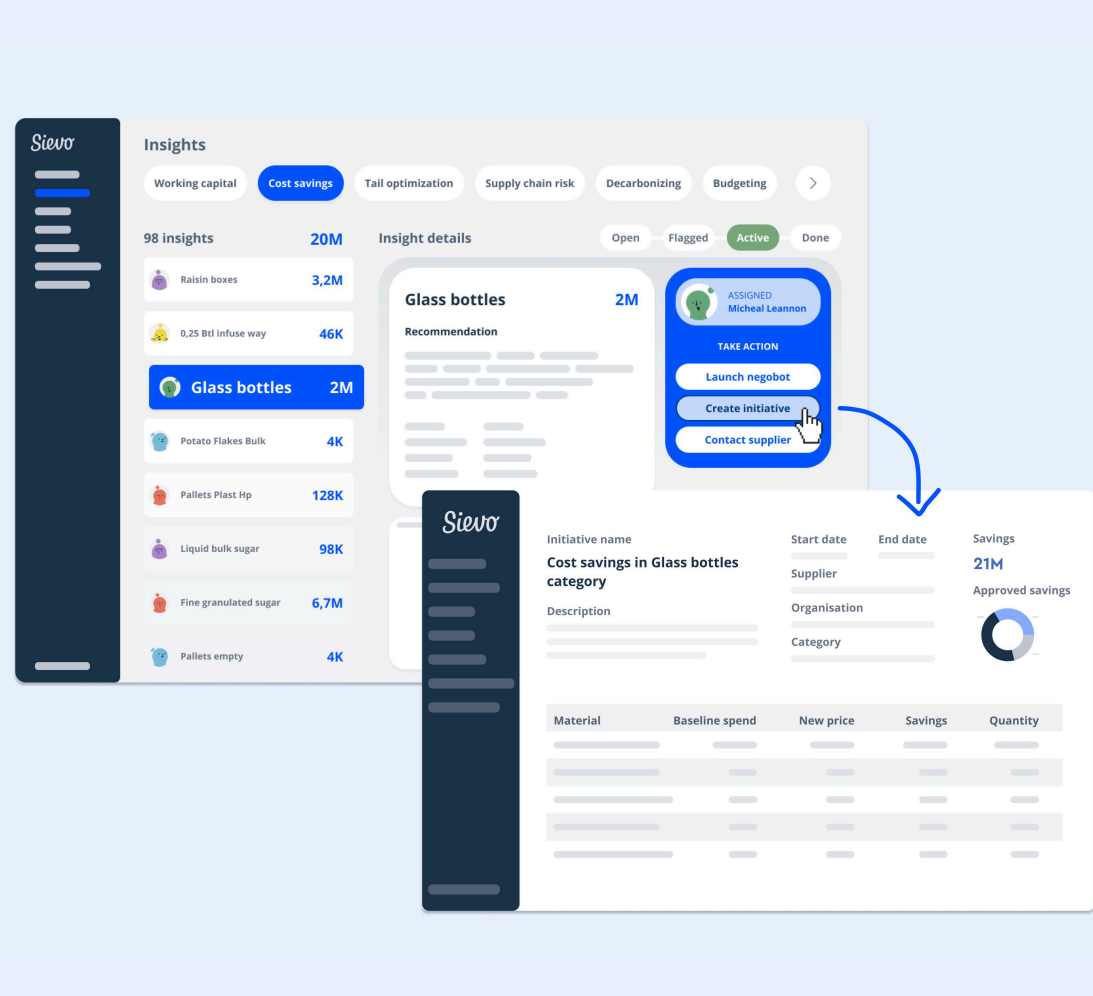 Sievo
Insights
Working capital
Cost savings
Tail optimization
Supply chain risk
Decarbonizing
Budgeting
98 insights 20M
Raisin boxes 3,2M
0,25 Btl infuse way 46K
Glass bottles 2M
Potato Flakes Bulk 4K
Pallets Plast Hp 128K
Liquid bulk sugar 98K
Fine granulated sugar 6,7M
Pallets empty 4K
Insight details
Open Flagged Active Done
Glass bottles 2M
Recommendation
ASSIGNED
Micheal Leannon
TAKE ACTION
Launch negobot
Create initiative
Contact supplier
Sievo
Initiative name
Cost savings in Glass bottles
category
Description
Start date End date
Supplier
Organisation
Category
Savings
21M
Approved savings
Material Baseline spend New price Savings Quantity